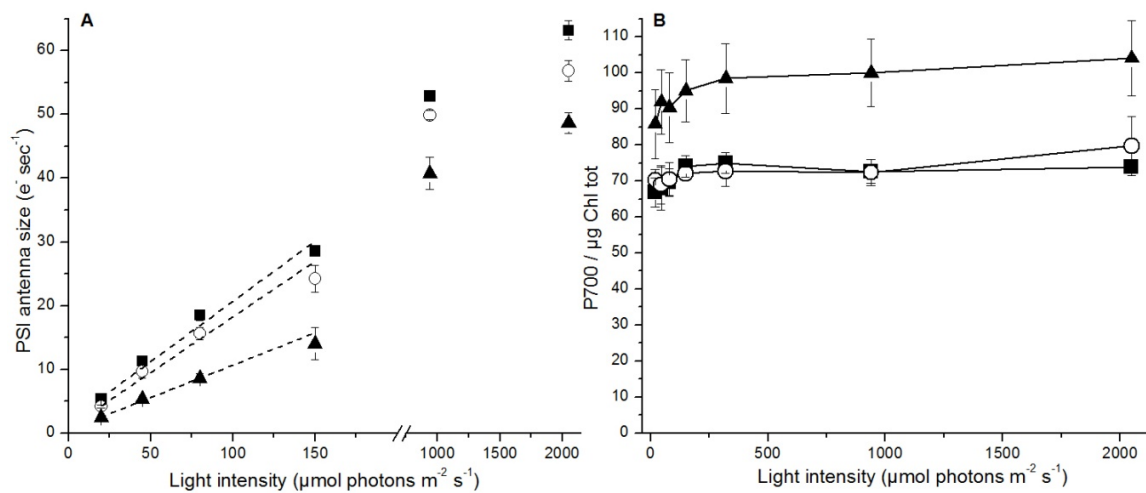 A
PSI antenna size (e⁻ sec⁻¹)
60
50
40
30
20
10
0
0 50 100 150 1000 1500 2000
Light intensity (µmol photons m⁻² s⁻¹)
B
P700 / µg Chl tot
110
100
90
80
70
60
50
40
30
20
10
0
0 500 1000 1500 2000
Light intensity (µmol photons m⁻² s⁻¹)